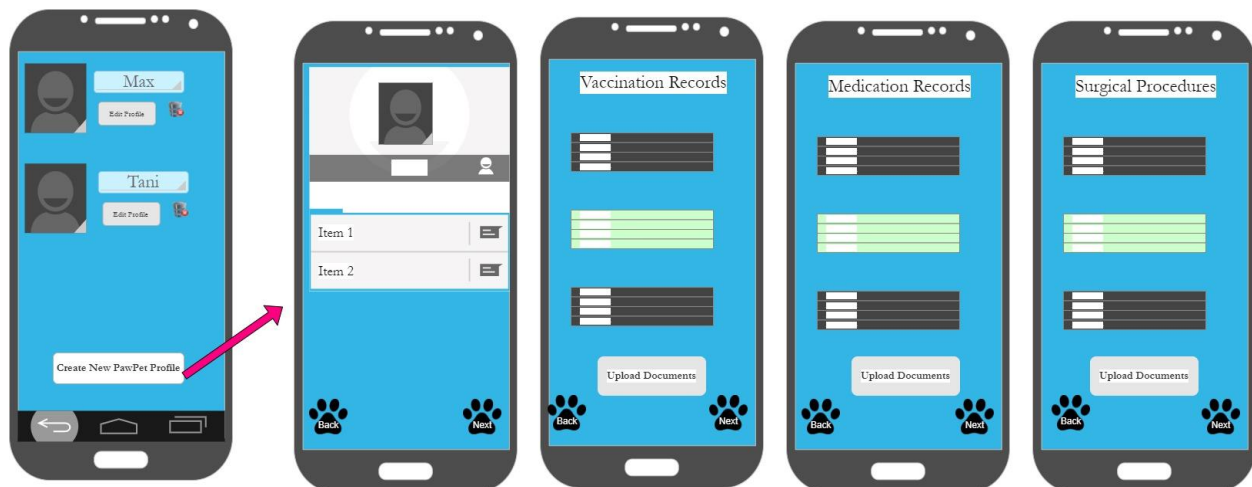 Max
Edit Profile
Tani
Edit Profile
Create New PawPet Profile
Item 1
Item 2
Back
Next
Vaccination Records
Upload Documents
Back
Next
Medication Records
Upload Documents
Back
Next
Surgical Procedures
Upload Documents
Back
Next